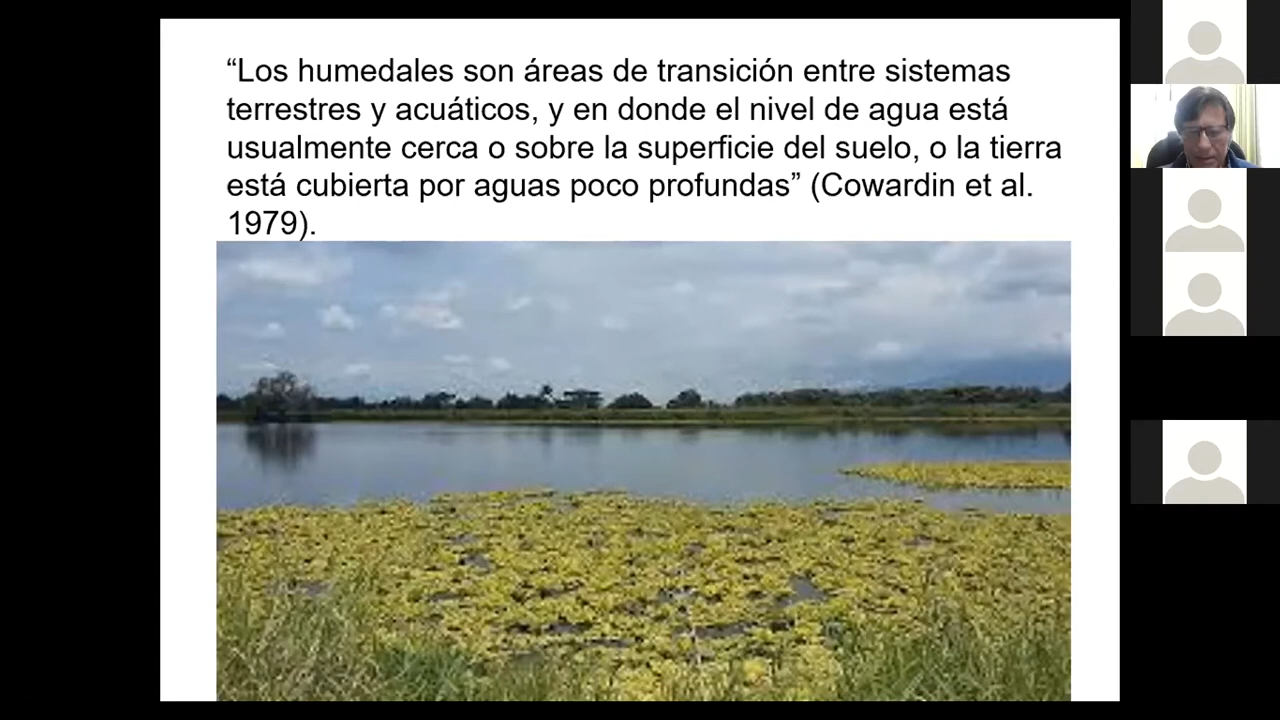 “Los humedales son áreas de transición entre sistemas
terrestres y acuáticos, y en donde el nivel de agua está
usualmente cerca o sobre la superficie del suelo, o la tierra
está cubierta por aguas poco profundas” (Cowardin et al.
1979).